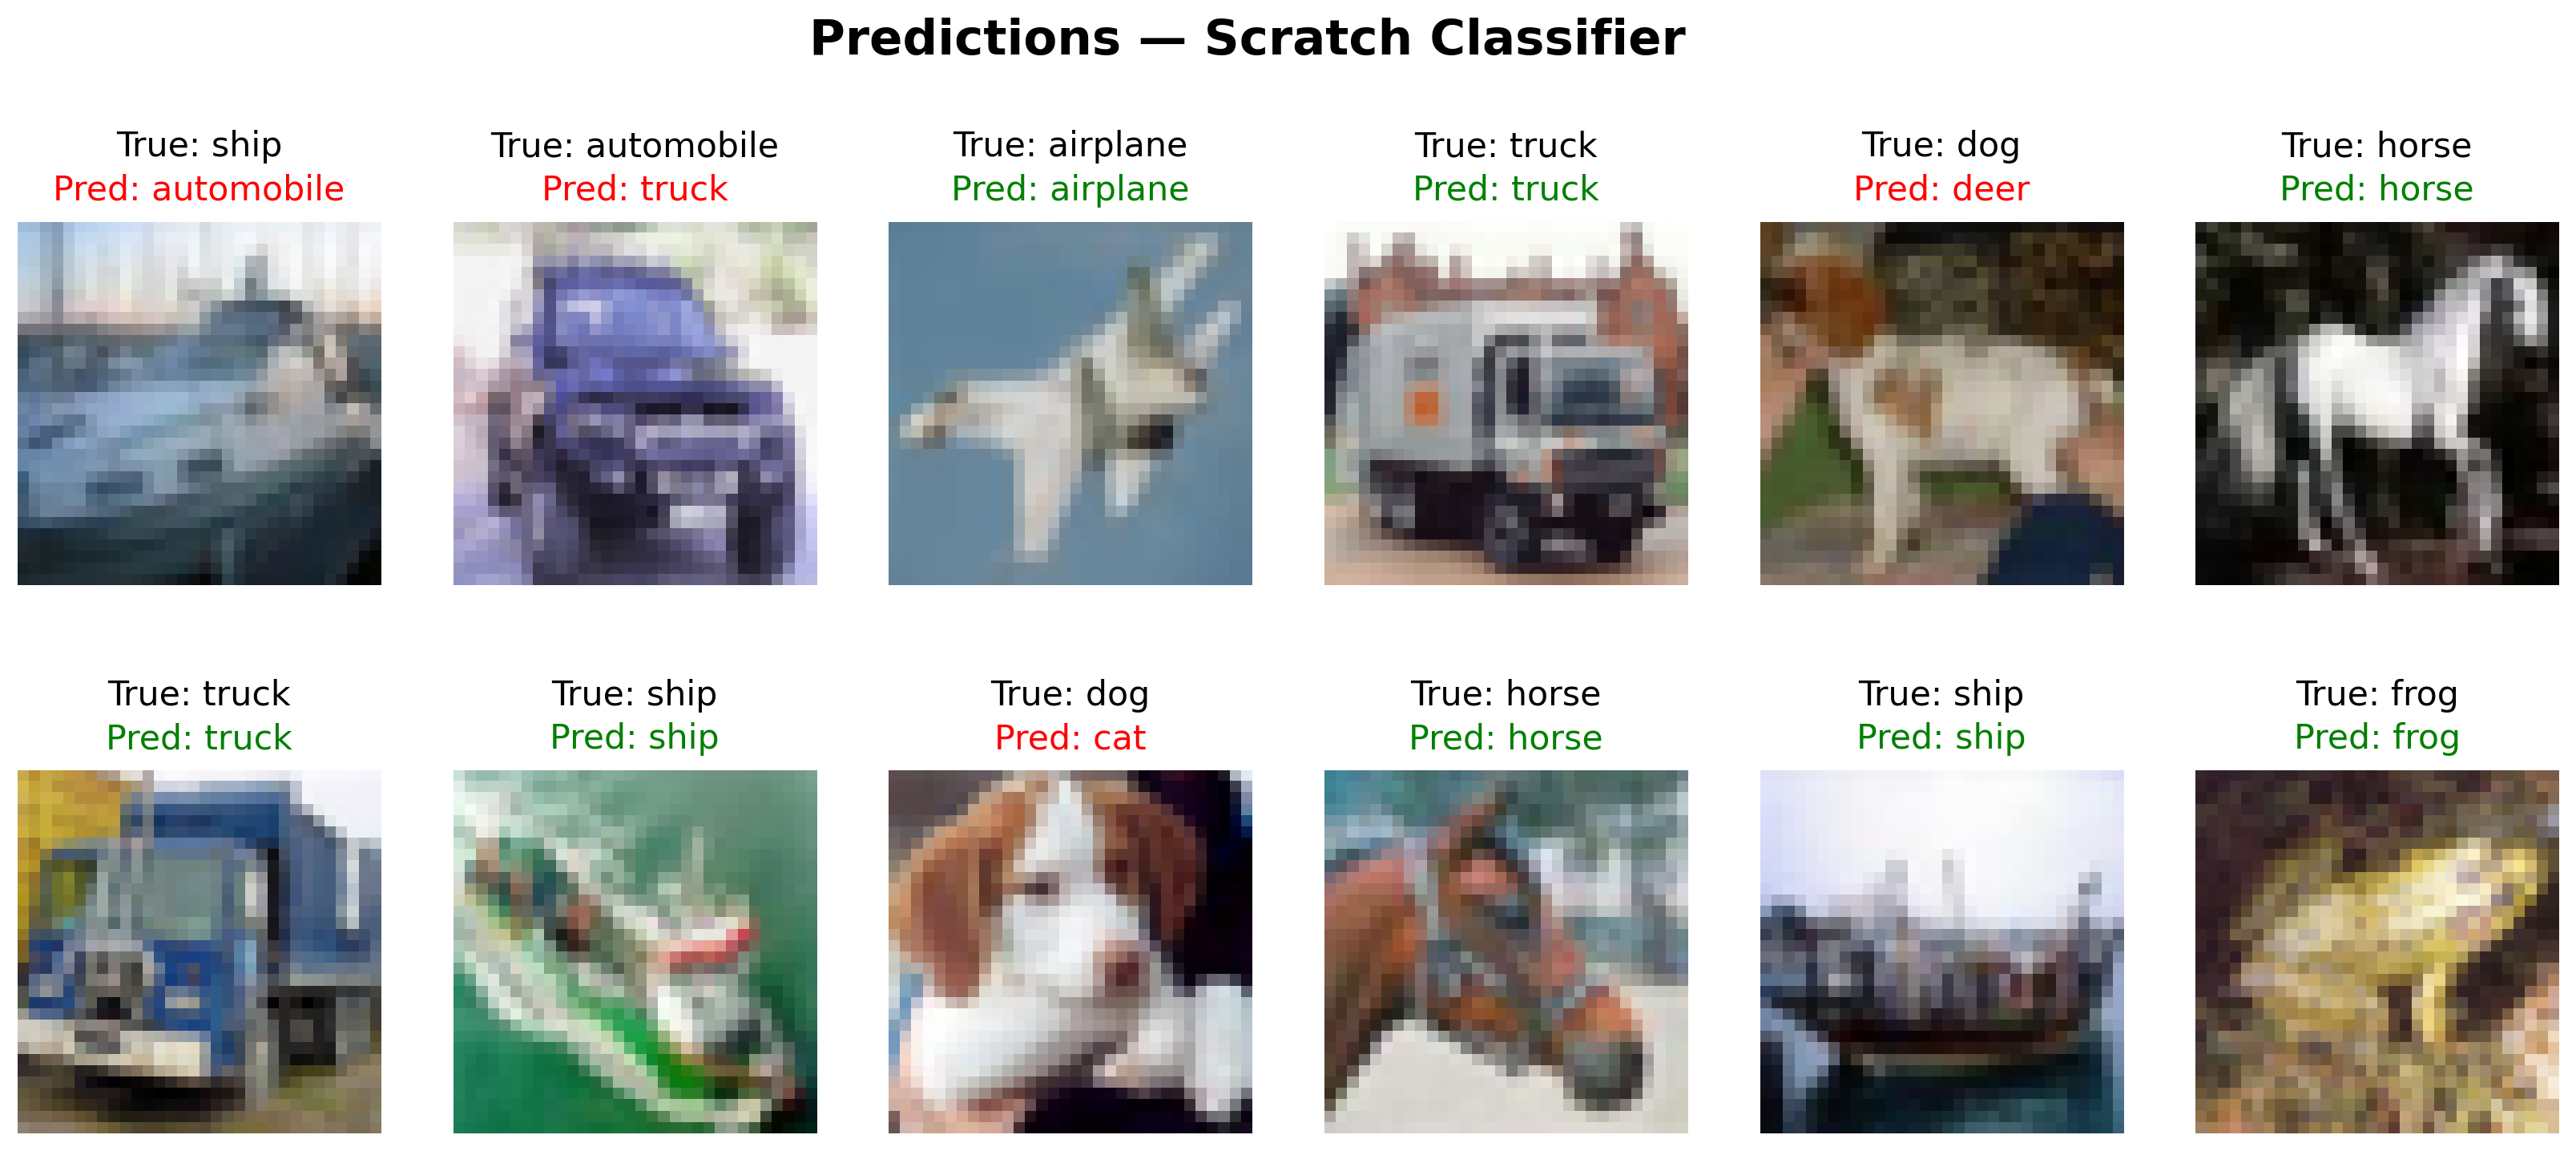 Predictions — Scratch Classifier
True: ship
Pred: automobile
True: automobile
Pred: truck
True: airplane
Pred: airplane
True: truck
Pred: truck
True: dog
Pred: deer
True: horse
Pred: horse
True: truck
Pred: truck
True: ship
Pred: ship
True: dog
Pred: cat
True: horse
Pred: horse
True: ship
Pred: ship
True: frog
Pred: frog